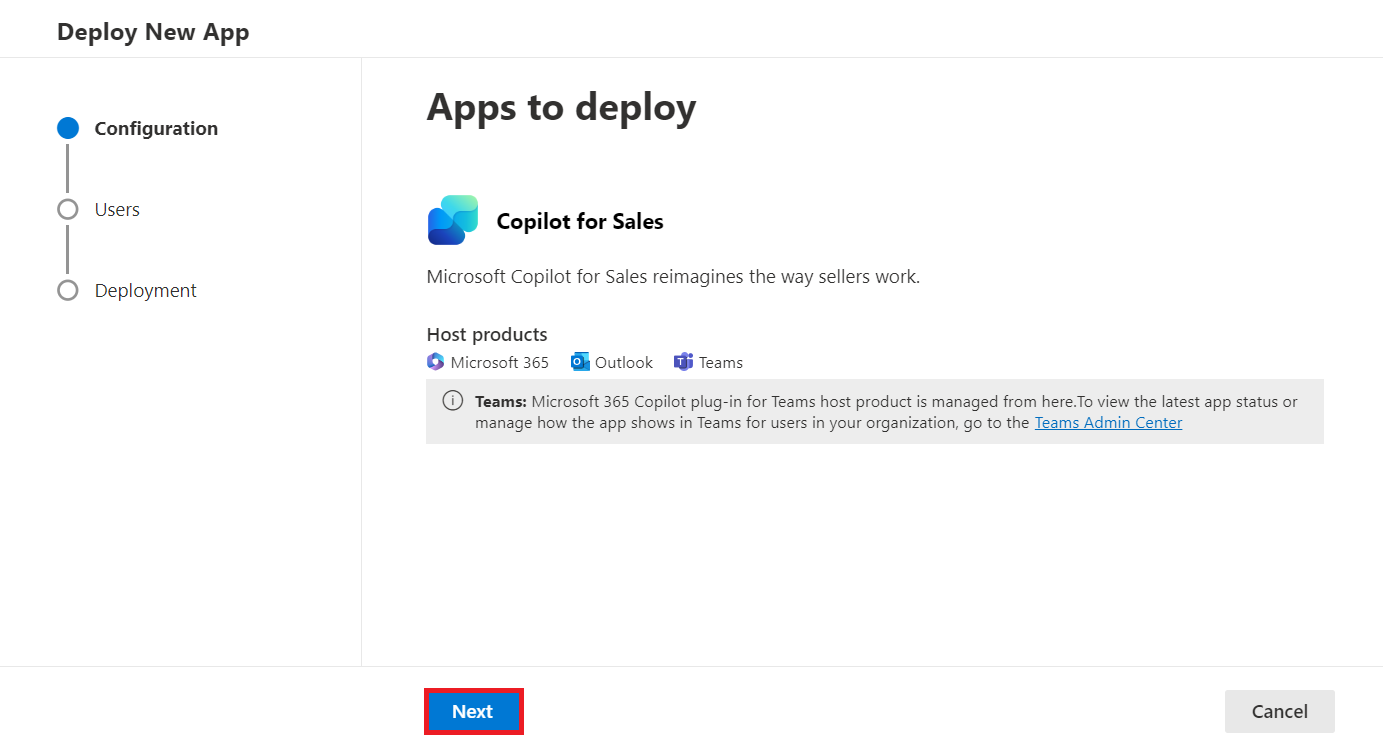 Deploy New App
Configuration
Users
Deployment
Apps to deploy
Copilot for Sales
Microsoft Copilot for Sales reimagines the way sellers work.
Host products
Microsoft 365 Outlook Teams
Teams: Microsoft 365 Copilot plug-in for Teams host product is managed from here.To view the latest app status or
manage how the app shows in Teams for users in your organization, go to the Teams Admin Center
Next
Cancel